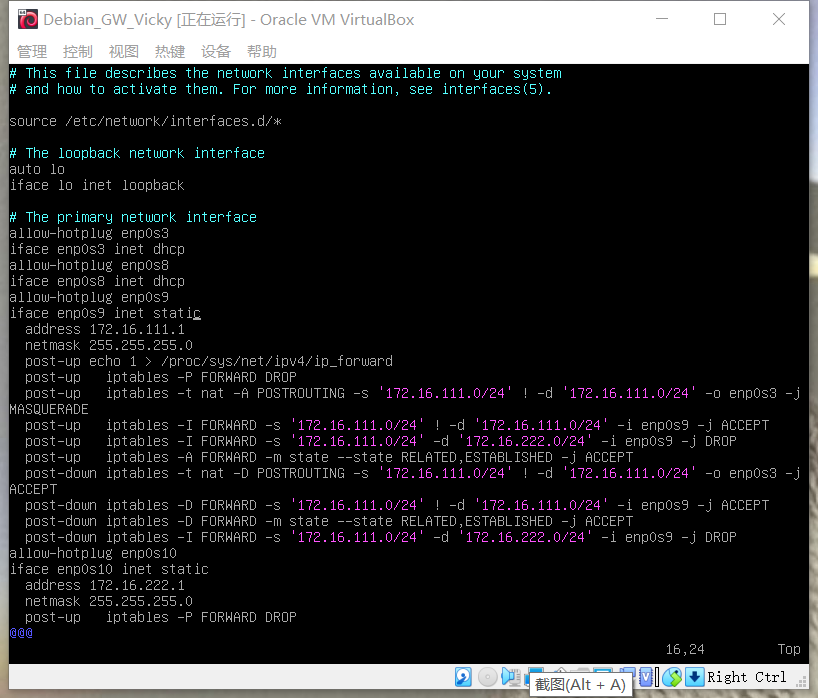 Debian_GW_Vicky [正在运行] - Oracle VM VirtualBox
管理 控制 视图 热键 设备 帮助
# This file describes the network interfaces available on your system
# and how to activate them. For more information, see interfaces(5).
source /etc/network/interfaces.d/*
# The loopback network interface
auto lo
iface lo inet loopback
# The primary network interface
allow-hotplug enp0s3
iface enp0s3 inet dhcp
allow-hotplug enp0s8
iface enp0s8 inet dhcp
allow-hotplug enp0s9
iface enp0s9 inet static
  address 172.16.111.1
  netmask 255.255.255.0
  post-up echo 1 > /proc/sys/net/ipv4/ip_forward
  post-up   iptables -P FORWARD DROP
  post-up   iptables -t nat -A POSTROUTING -s '172.16.111.0/24' ! -d '172.16.111.0/24' -o enp0s3 -j
MASQUERADE
  post-up   iptables -I FORWARD -s '172.16.111.0/24' ! -d '172.16.111.0/24' -i enp0s9 -j ACCEPT
  post-up   iptables -I FORWARD -s '172.16.111.0/24' -d '172.16.222.0/24' -i enp0s9 -j DROP
  post-up   iptables -A FORWARD -m state --state RELATED,ESTABLISHED -j ACCEPT
  post-down iptables -t nat -D POSTROUTING -s '172.16.111.0/24' ! -d '172.16.111.0/24' -o enp0s3 -j
ACCEPT
  post-down iptables -D FORWARD -s '172.16.111.0/24' ! -d '172.16.111.0/24' -i enp0s9 -j ACCEPT
  post-down iptables -D FORWARD -m state --state RELATED,ESTABLISHED -j ACCEPT
  post-down iptables -I FORWARD -s '172.16.111.0/24' -d '172.16.222.0/24' -i enp0s9 -j DROP
allow-hotplug enp0s10
iface enp0s10 inet static
  address 172.16.222.1
  netmask 255.255.255.0
  post-up   iptables -P FORWARD DROP
@@@
16,24 Top
Right Ctrl
截图(Alt + A)